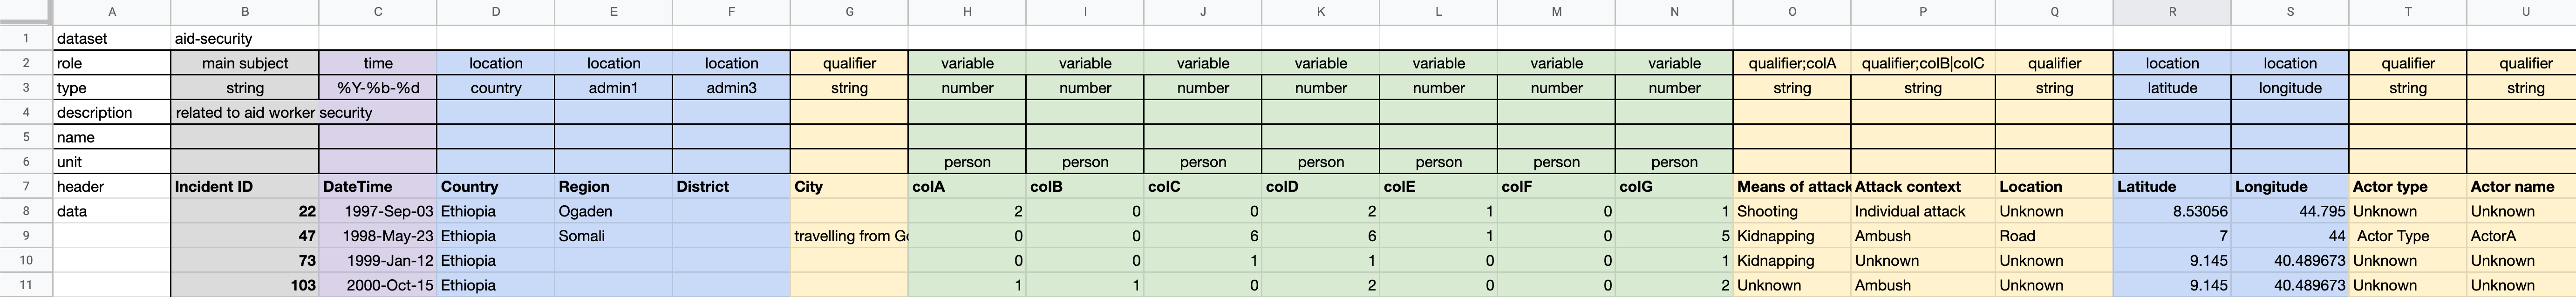 A B C D E F G H I J K L M N O P Q R S T U
1 dataset aid-security
2 role main subject time location location location qualifier variable variable variable variable variable variable variable qualifier;colA qualifier;colB|colC qualifier location location qualifier qualifier
3 type string %Y-%b-%d country admin1 admin3 string number number number number number number number string string string latitude longitude string string
4 description related to aid worker security
5 name
6 unit person person person person person person person
7 header Incident ID DateTime Country Region District City colA colB colC colD colE colF colG Means of attack Attack context Location Latitude Longitude Actor type Actor name
8 data 22 1997-Sep-03 Ethiopia Ogaden 2 0 0 2 1 0 1 Shooting Individual attack Unknown 8.53056 44.795 Unknown Unknown
9 47 1998-May-23 Ethiopia Somali travelling from 0 0 6 6 1 0 5 Kidnapping Ambush Road 7 44 Actor Type ActorA
10 73 1999-Jan-12 Ethiopia 0 0 1 1 0 0 1 Kidnapping Unknown Unknown 9.145 40.489673 Unknown Unknown
11 103 2000-Oct-15 Ethiopia 1 1 0 2 0 0 2 Unknown Ambush Unknown 9.145 40.489673 Unknown Unknown